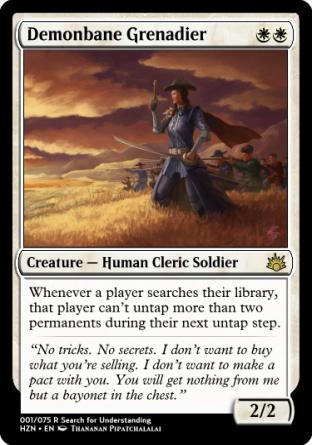 Demonbane Grenadier
Creature — Human Cleric Soldier
Whenever a player searches their library,
that player can't untap more than two
permanents during their next untap step.
“No tricks. No secrets. I don't want to buy
what you're selling. I don't want to make a
pact with you. You will get nothing from me
but a bayonet in the chest.”
2/2
001/075 R Search for Understanding
HZN • EN Thananan Pipatchalalai